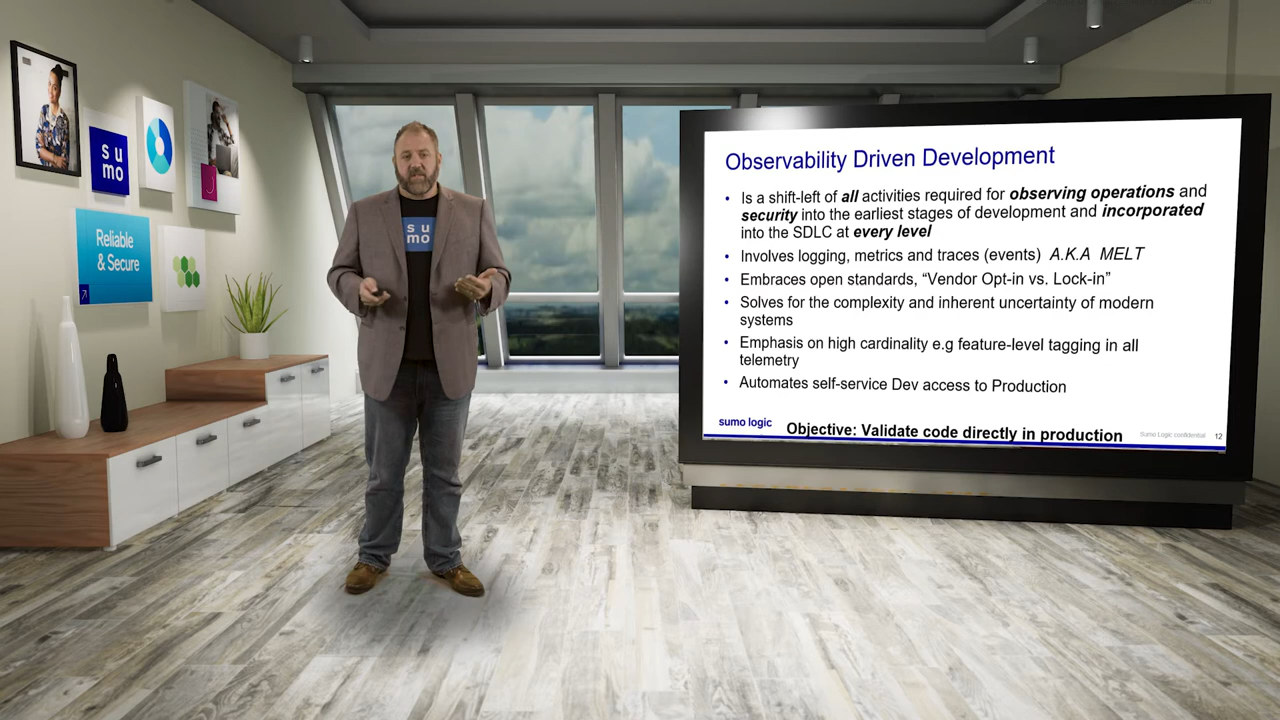 su
mo
Reliable
& Secure
su
mo
Observability Driven Development
• Is a shift-left of all activities required for observing operations and
security into the earliest stages of development and incorporated
into the SDLC at every level
• Involves logging, metrics and traces (events) A.K.A MELT
• Embraces open standards, “Vendor Opt-in vs. Lock-in”
• Solves for the complexity and inherent uncertainty of modern
systems
• Emphasis on high cardinality e.g feature-level tagging in all
telemetry
• Automates self-service Dev access to Production
sumo logic
Objective: Validate code directly in production
Sumo Logic confidential
12